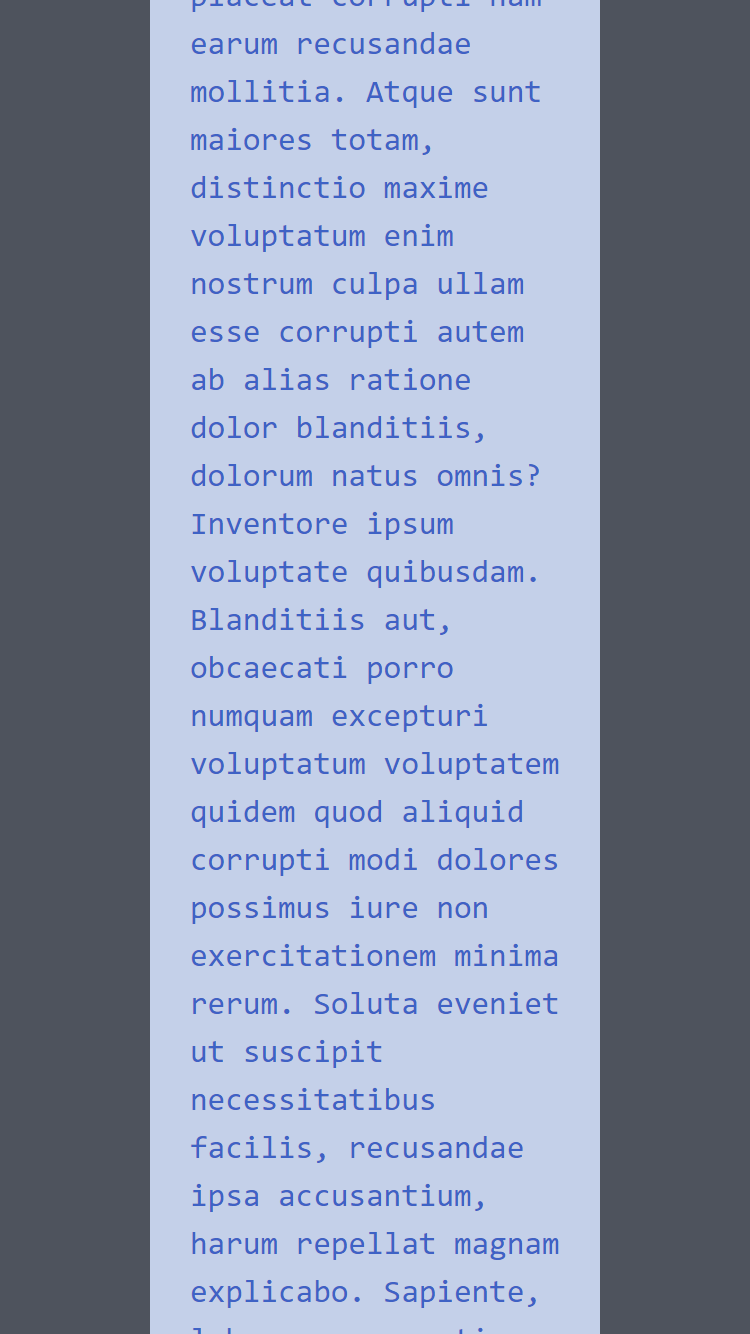 placeat corrupti nam
earum recusandae
mollitia. Atque sunt
maiores totam,
distinctio maxime
voluptatum enim
nostrum culpa ullam
esse corrupti autem
ab alias ratione
dolor blanditiis,
dolorum natus omnis?
Inventore ipsum
voluptate quibusdam.
Blanditiis aut,
obcaecati porro
numquam excepturi
voluptatum voluptatem
quidem quod aliquid
corrupti modi dolores
possimus iure non
exercitationem minima
rerum. Soluta eveniet
ut suscipit
necessitatibus
facilis, recusandae
ipsa accusantium,
harum repellat magnam
explicabo. Sapiente,